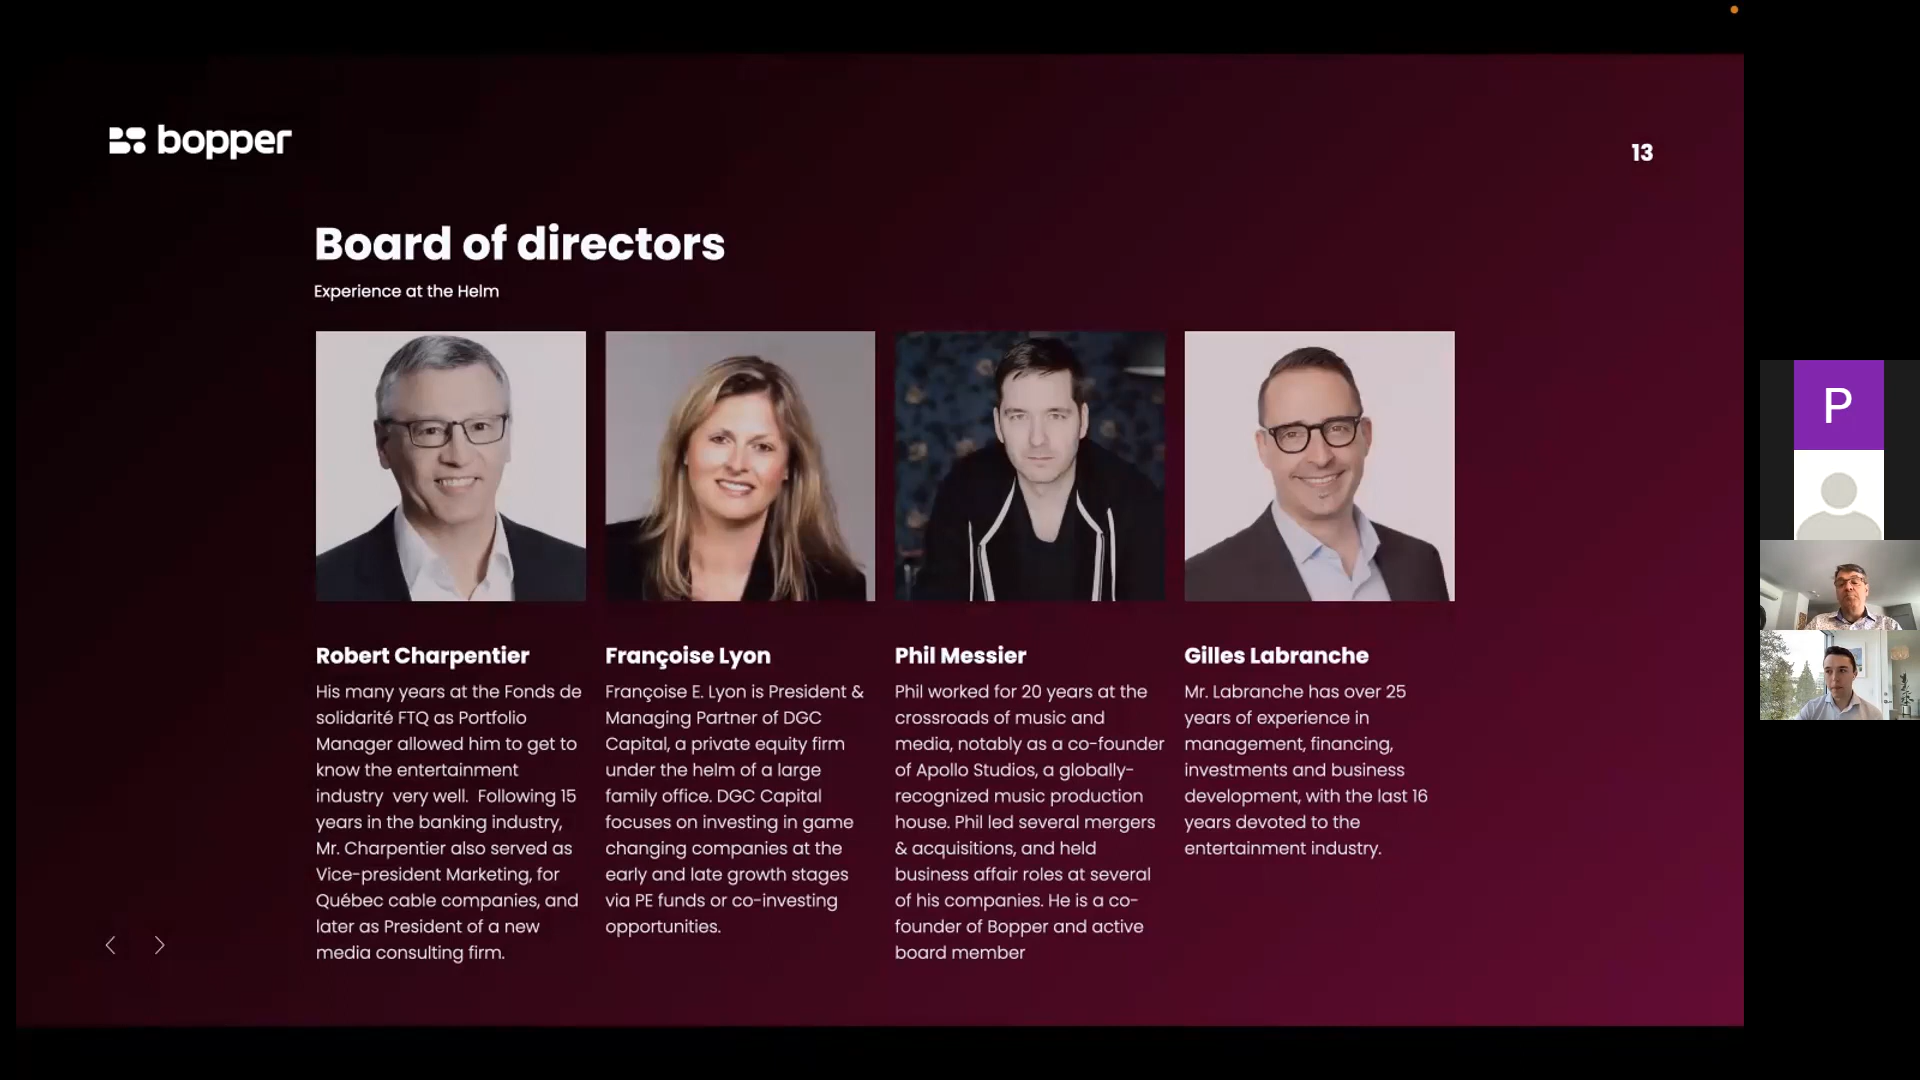 bopper
13
Board of directors
Experience at the Helm
Robert Charpentier
His many years at the Fonds de
solidarité FTQ as Portfolio
Manager allowed him to get to
know the entertainment
industry very well. Following 15
years in the banking industry,
Mr. Charpentier also served as
Vice-president Marketing, for
Québec cable companies, and
later as President of a new
media consulting firm.
Françoise Lyon
Françoise E. Lyon is President &
Managing Partner of DGC
Capital, a private equity firm
under the helm of a large
family office. DGC Capital
focuses on investing in game
changing companies at the
early and late growth stages
via PE funds or co-investing
opportunities.
Phil Messier
Phil worked for 20 years at the
crossroads of music and
media, notably as a co-founder
of Apollo Studios, a globally-
recognized music production
house. Phil led several mergers
& acquisitions, and held
business affair roles at several
of his companies. He is a co-
founder of Bopper and active
board member
Gilles Labranche
Mr. Labranche has over 25
years of experience in
management, financing,
investments and business
development, with the last 16
years devoted to the
entertainment industry.
P